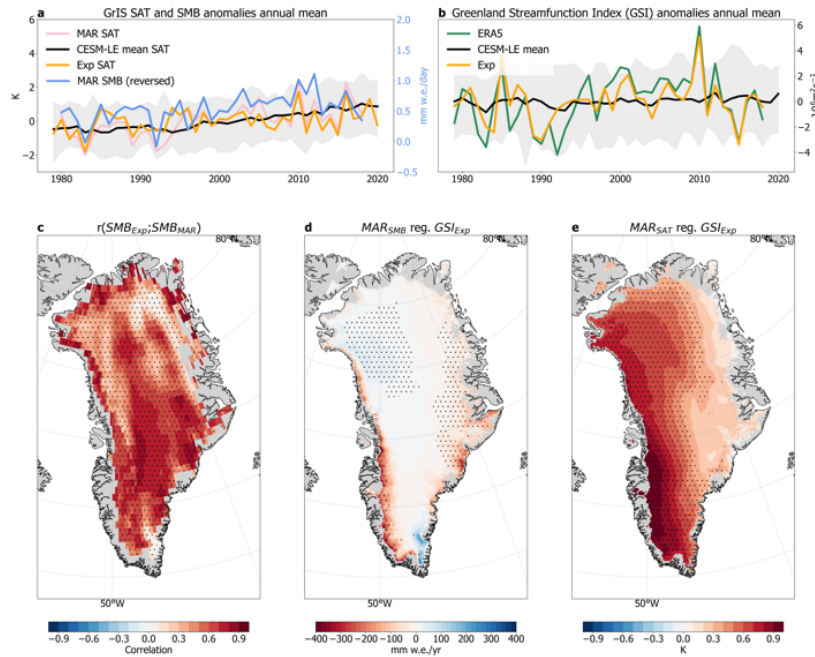 a GrIS SAT and SMB anomalies annual mean
MAR SAT
CESM-LE mean SAT
Exp SAT
MAR SMB (reversed)
K
6
4
2
0
−2
2.0
1.5
1.0
0.5
0.0
−0.5
mm w.e./day
1980 1990 2000 2010 2020
b Greenland Streamfunction Index (GSI) anomalies annual mean
ERA5
CESM-LE mean
Exp
6
4
2
0
−2
−4
10⁶m²s⁻¹
1980 1990 2000 2010 2020
c r(SMB_Exp;SMB_MAR)
80°N
50°W
−0.9 −0.3 0.0 0.3 0.9
Correlation
d MAR_SMB reg. GSI_Exp
80°N
50°W
−400 −300 −200 −100 0 100 200 300 400
mm w.e./yr
e MAR_SAT reg. GSI_Exp
80°N
50°W
−0.9 −0.6 −0.3 0.0 0.3 0.6 0.9
K